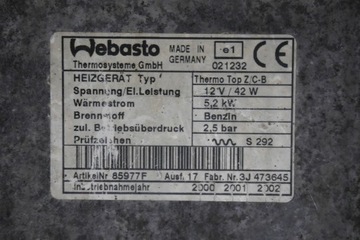 Webasto
Thermosysteme GmbH
MADE IN
GERMANY
e1
021232
CE
HEIZGERÄT Typ Thermo Top Z/C-B
Spannung/El.Leistung 12 V / 42 W
Wärmestrom 5,2 kW
Brennstoff Benzin
zul. Betriebsüberdruck 2,5 bar
Prüfzeichen S 292
ArtikelNr 85977F Ausf. 17 Fabr. Nr. 3J 473645
Inbetriebnahmejahr 2000 2001 2002